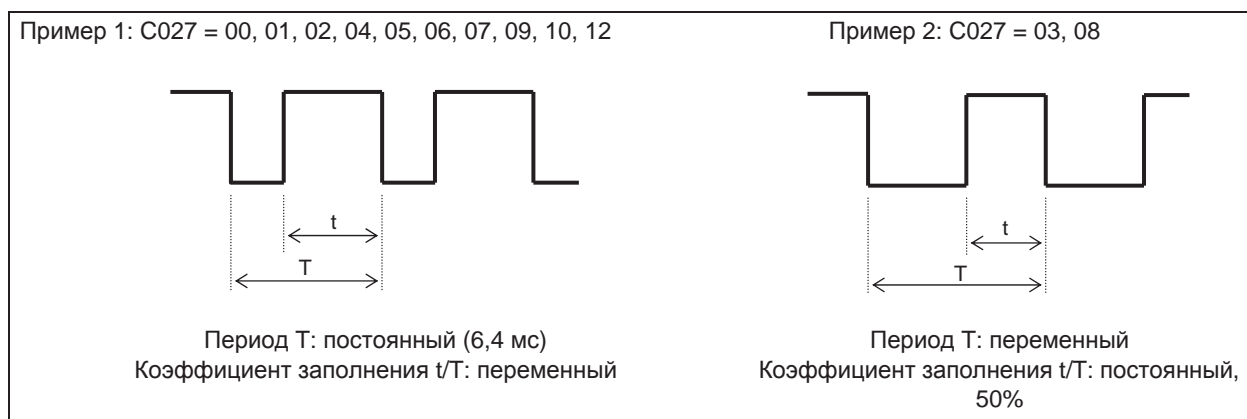 Пример 1: C027 = 00, 01, 02, 04, 05, 06, 07, 09, 10, 12
t
T
Период T: постоянный (6,4 мс)
Коэффициент заполнения t/T: переменный
Пример 2: C027 = 03, 08
t
T
Период T: переменный
Коэффициент заполнения t/T: постоянный,
50%